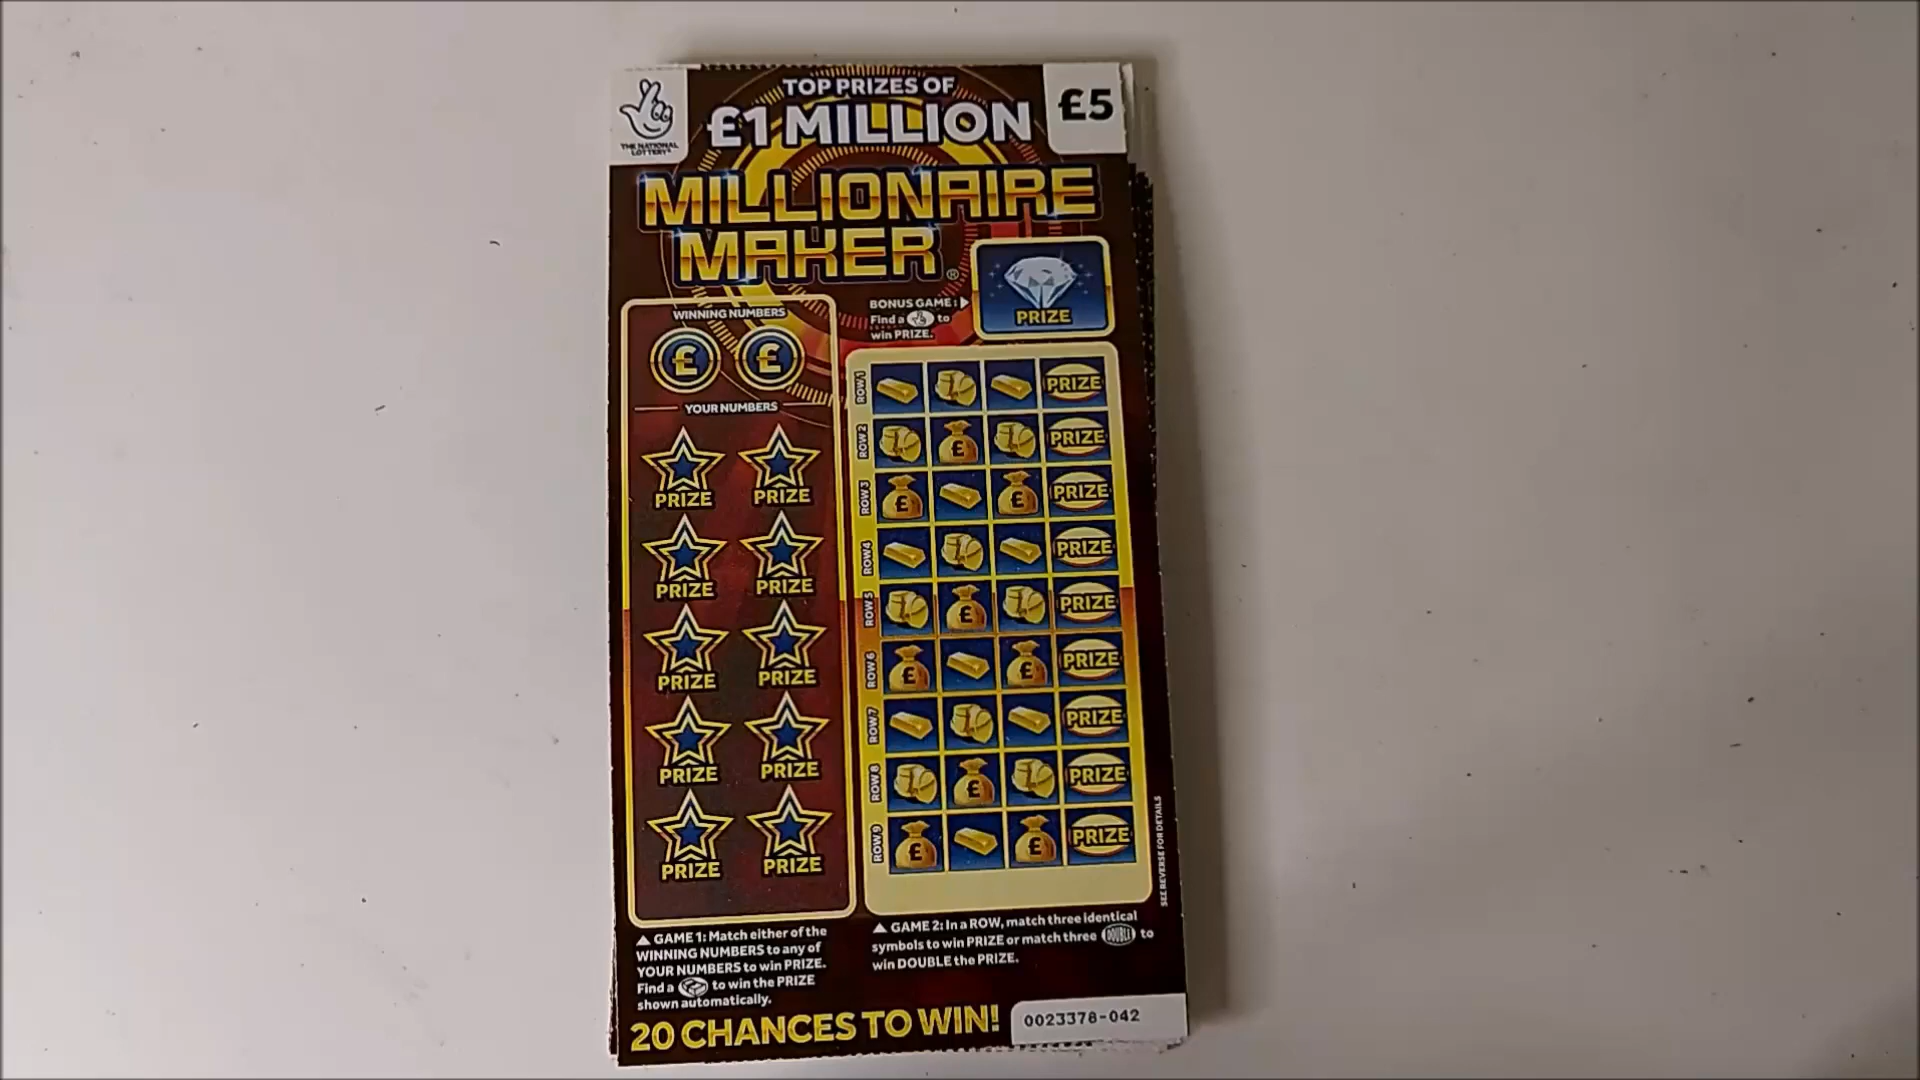 THE NATIONAL
LOTTERY®
TOP PRIZES OF
£1 MILLION
£5
MILLIONAIRE
MAKER®
BONUS GAME:
Find a to
win PRIZE.
PRIZE
WINNING NUMBERS
£ £
YOUR NUMBERS
PRIZE PRIZE
PRIZE PRIZE
PRIZE PRIZE
PRIZE PRIZE
PRIZE PRIZE
ROW 1 PRIZE
ROW 2 £ PRIZE
ROW 3 £ £ PRIZE
ROW 4 PRIZE
ROW 5 £ PRIZE
ROW 6 £ £ PRIZE
ROW 7 PRIZE
ROW 8 £ PRIZE
ROW 9 £ £ PRIZE
SEE REVERSE FOR DETAILS
GAME 1: Match either of the
WINNING NUMBERS to any of
YOUR NUMBERS to win PRIZE.
Find a to win the PRIZE
shown automatically.
GAME 2: In a ROW, match three identical
symbols to win PRIZE or match three DOUBLE to
win DOUBLE the PRIZE.
20 CHANCES TO WIN!
0023378-042